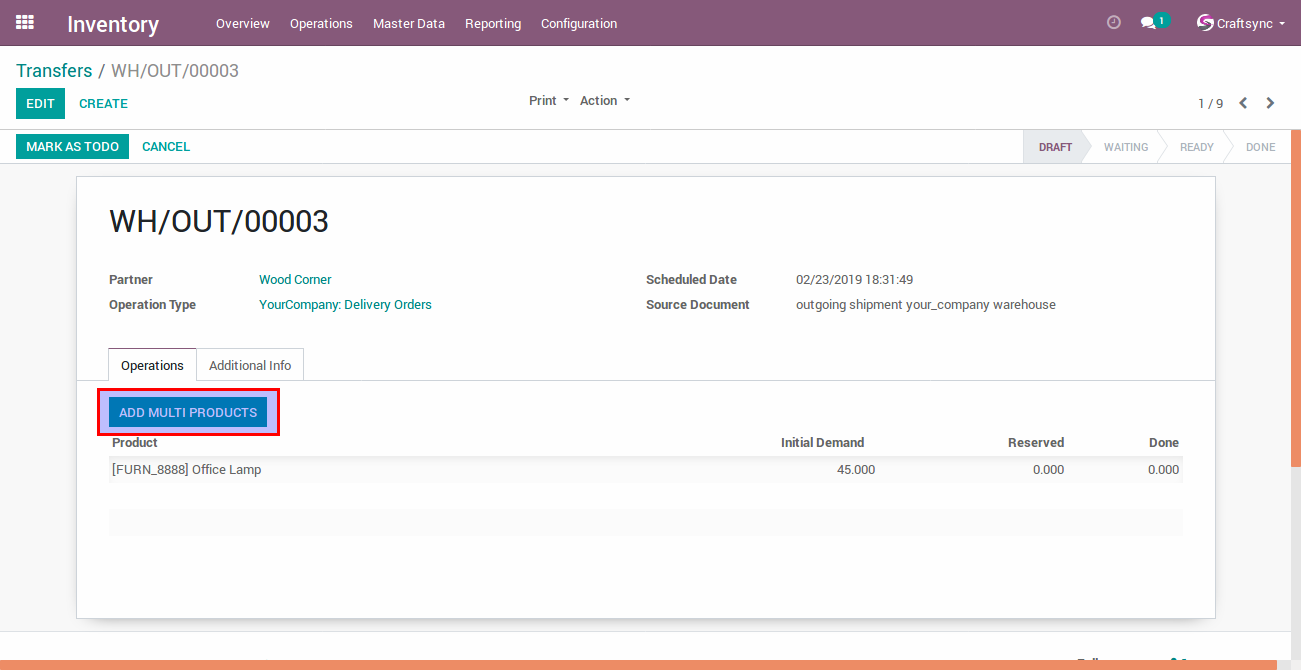 Inventory Overview Operations Master Data Reporting Configuration 1 Craftsync
Transfers / WH/OUT/00003
EDIT CREATE Print Action 1 / 9
MARK AS TODO CANCEL DRAFT WAITING READY DONE
WH/OUT/00003
Partner Wood Corner Scheduled Date 02/23/2019 18:31:49
Operation Type YourCompany: Delivery Orders Source Document outgoing shipment your_company warehouse
Operations Additional Info
ADD MULTI PRODUCTS
Product Initial Demand Reserved Done
[FURN_8888] Office Lamp 45.000 0.000 0.000